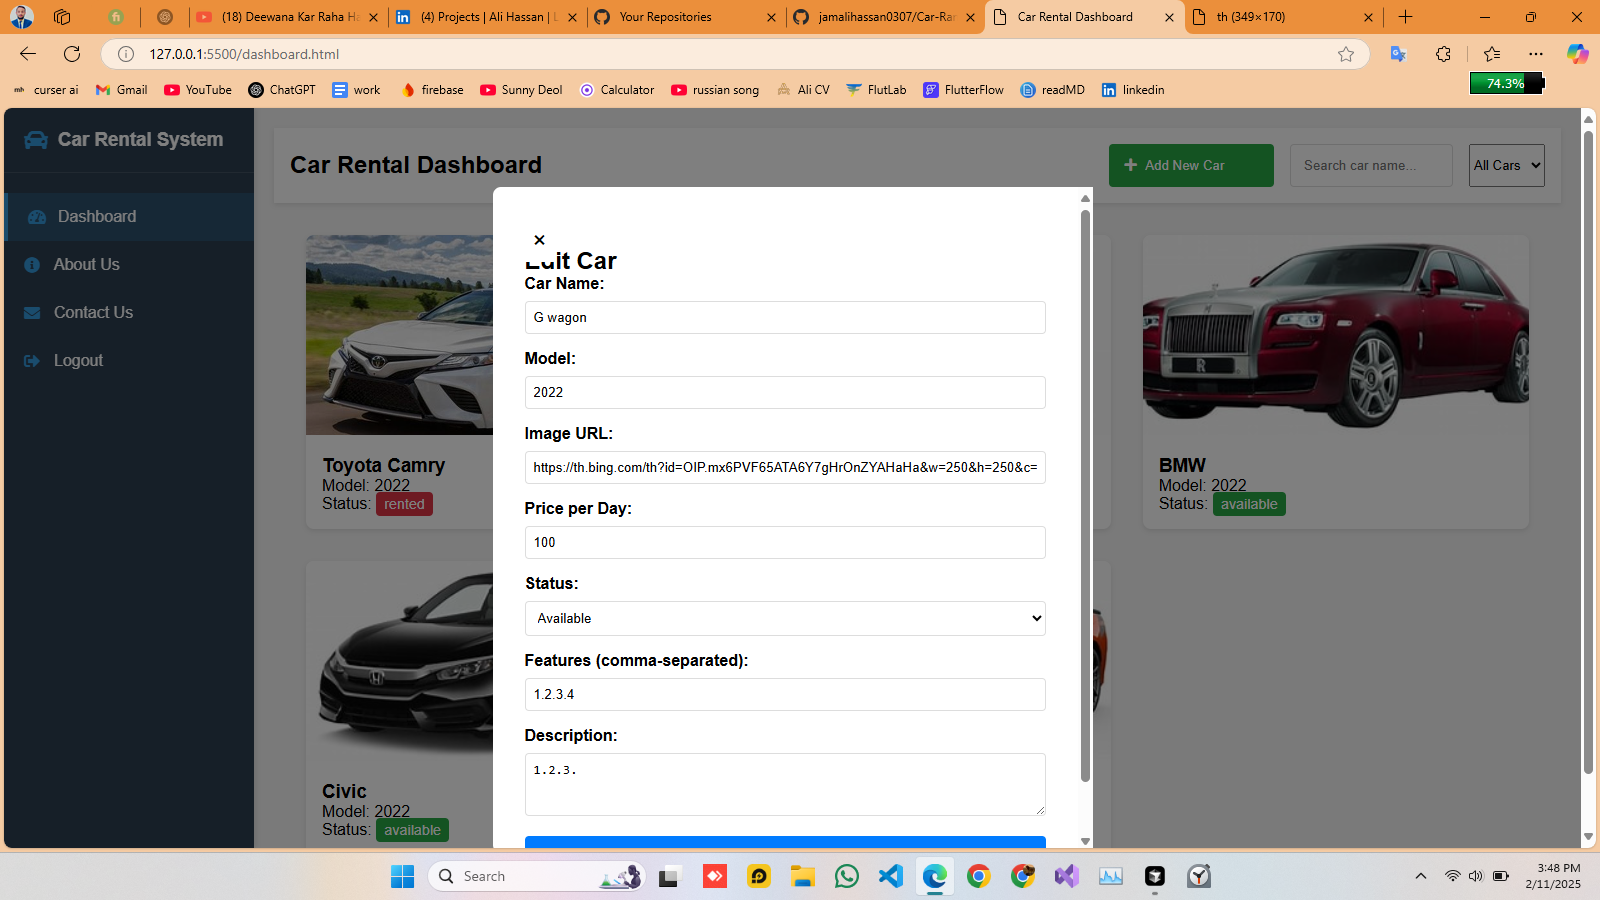 (18) Deewana Kar Raha Ha
(4) Projects | Ali Hassan | L
Your Repositories
jamalihassan0307/Car-Ran
Car Rental Dashboard
th (349×170)
127.0.0.1:5500/dashboard.html
curser ai
Gmail
YouTube
ChatGPT
work
firebase
Sunny Deol
Calculator
russian song
Ali CV
FlutLab
FlutterFlow
readMD
linkedin
74.3%
Car Rental System
Dashboard
About Us
Contact Us
Logout
Car Rental Dashboard
Add New Car
Search car name...
All Cars
Toyota Camry
Model: 2022
Status: rented
BMW
Model: 2022
Status: available
Civic
Model: 2022
Status: available
Edit Car
Car Name:
G wagon
Model:
2022
Image URL:
https://th.bing.com/th?id=OIP.mx6PVF65ATA6Y7gHrOnZYAHaHa&w=250&h=250&c=
Price per Day:
100
Status:
Available
Features (comma-separated):
1.2.3.4
Description:
1.2.3.
Search
3:48 PM
2/11/2025